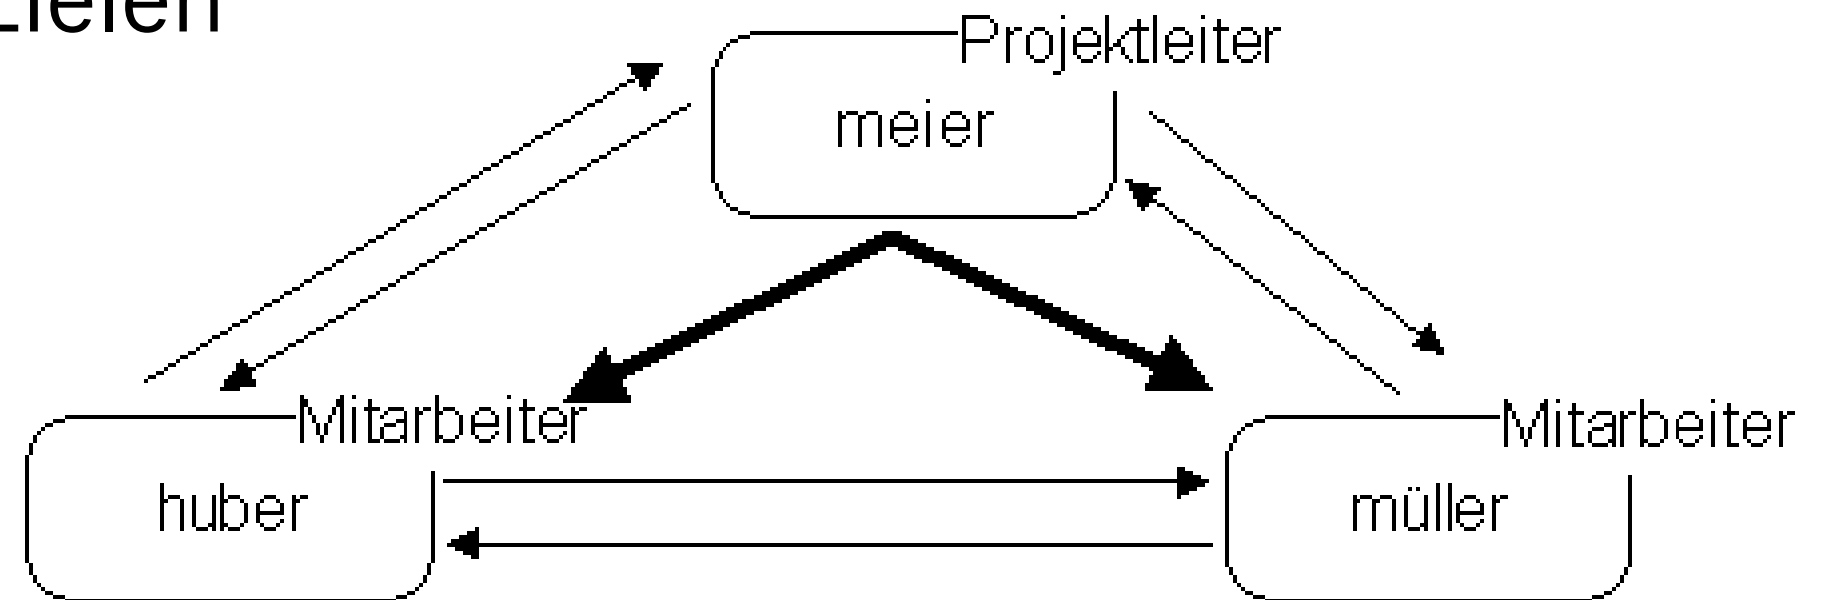 Zielen
Projektleiter
meier
Mitarbeiter
huber
Mitarbeiter
müller